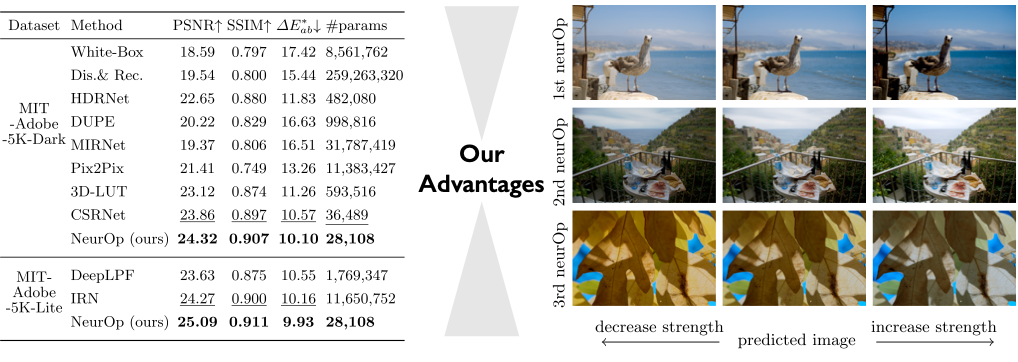 Dataset Method PSNR↑ SSIM↑ ΔE*ab↓ #params
MIT
-Adobe
-5K-Dark
White-Box 18.59 0.797 17.42 8,561,762
Dis.& Rec. 19.54 0.800 15.44 259,263,320
HDRNet 22.65 0.880 11.83 482,080
DUPE 20.22 0.829 16.63 998,816
MIRNet 19.37 0.806 16.51 31,787,419
Pix2Pix 21.41 0.749 13.26 11,383,427
3D-LUT 23.12 0.874 11.26 593,516
CSRNet 23.86 0.897 10.57 36,489
NeurOp (ours) 24.32 0.907 10.10 28,108
MIT-
Adobe
-5K-Lite
DeepLPF 23.63 0.875 10.55 1,769,347
IRN 24.27 0.900 10.16 11,650,752
NeurOp (ours) 25.09 0.911 9.93 28,108
Our
Advantages
1st neurOp
2nd neurOp
3rd neurOp
decrease strength
predicted image
increase strength